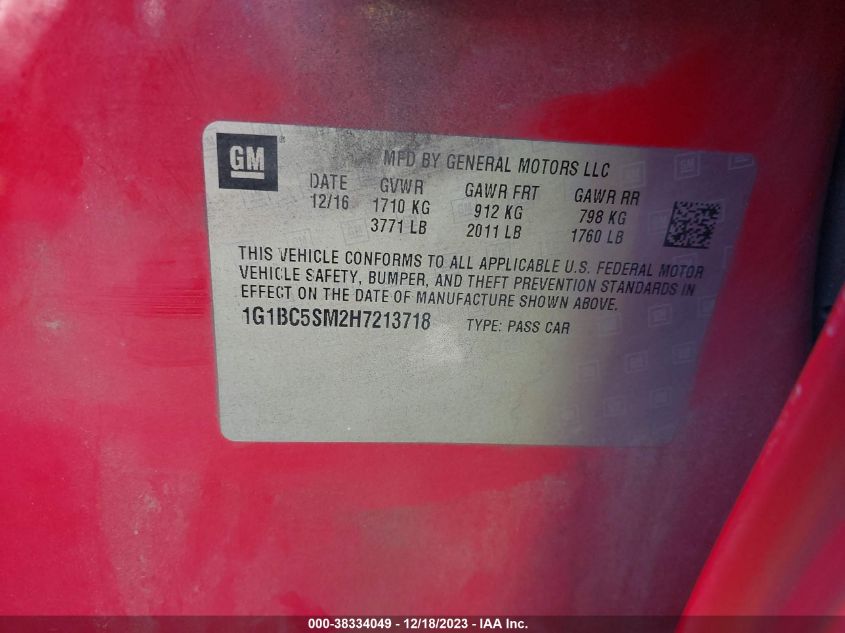 GM
MFD BY GENERAL MOTORS LLC
DATE GVWR GAWR FRT GAWR RR
12/16 1710 KG 912 KG 798 KG
3771 LB 2011 LB 1760 LB
THIS VEHICLE CONFORMS TO ALL APPLICABLE U.S. FEDERAL MOTOR
VEHICLE SAFETY, BUMPER, AND THEFT PREVENTION STANDARDS IN
EFFECT ON THE DATE OF MANUFACTURE SHOWN ABOVE.
1G1BC5SM2H7213718 TYPE: PASS CAR
000-38334049 - 12/18/2023 - IAA Inc.